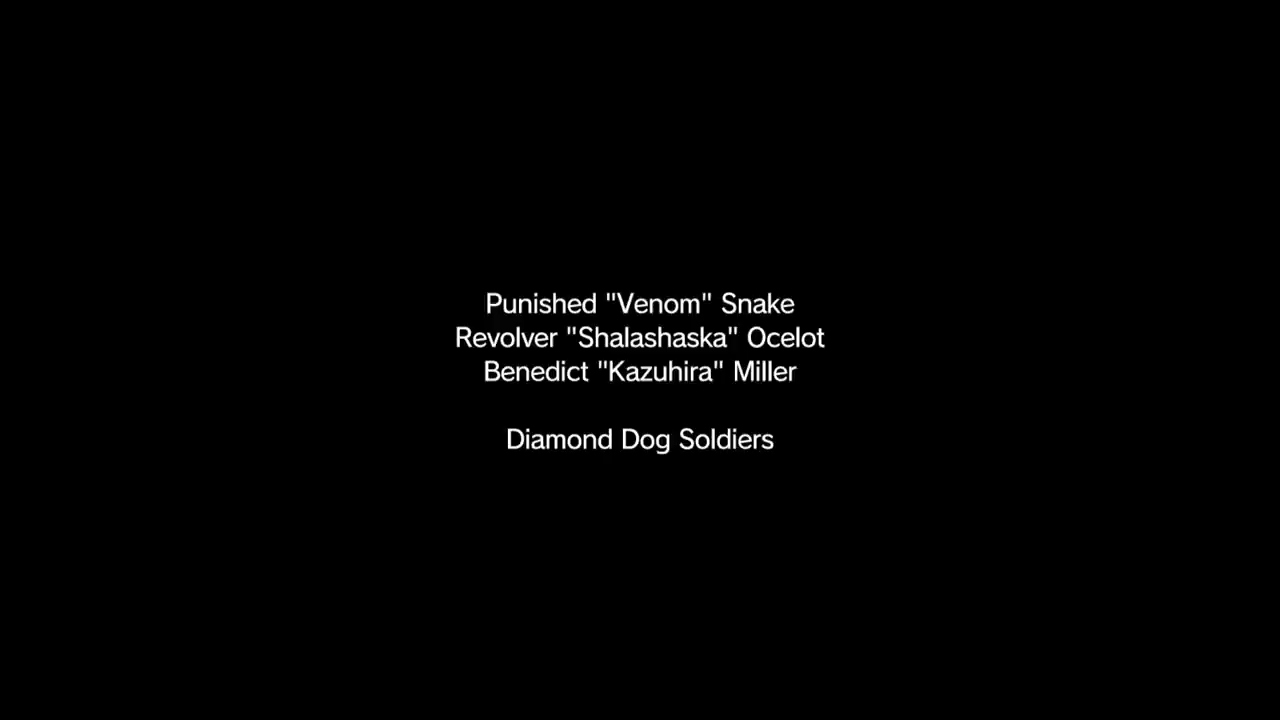 Punished "Venom" Snake
Revolver "Shalashaska" Ocelot
Benedict "Kazuhira" Miller
Diamond Dog Soldiers